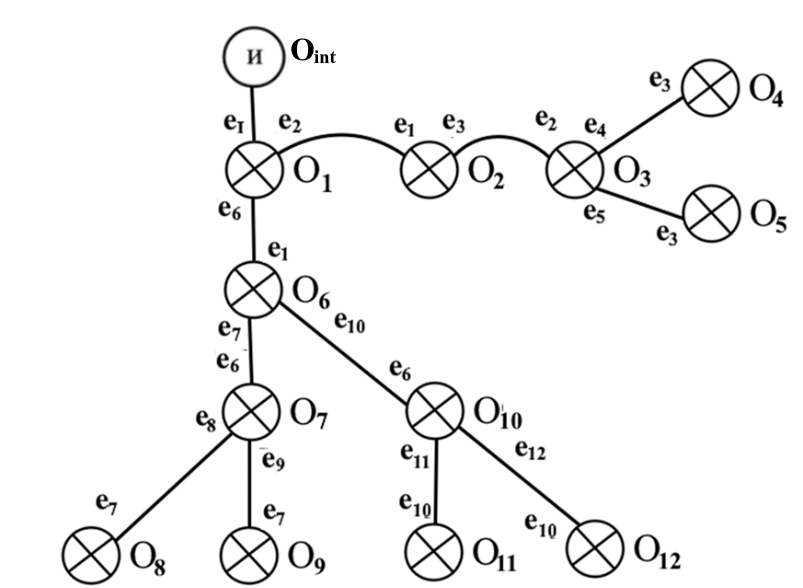 и O_int
e_3 O_4
e_1 e_2 e_1 e_3 e_2 e_4
O_1 O_2 O_3
e_6 e_5 e_3 O_5
e_1
O_6
e_7 e_10
e_6 e_6
e_8 O_7 O_10
e_9 e_11 e_12
e_7 e_7 e_10 e_10
O_8 O_9 O_11 O_12